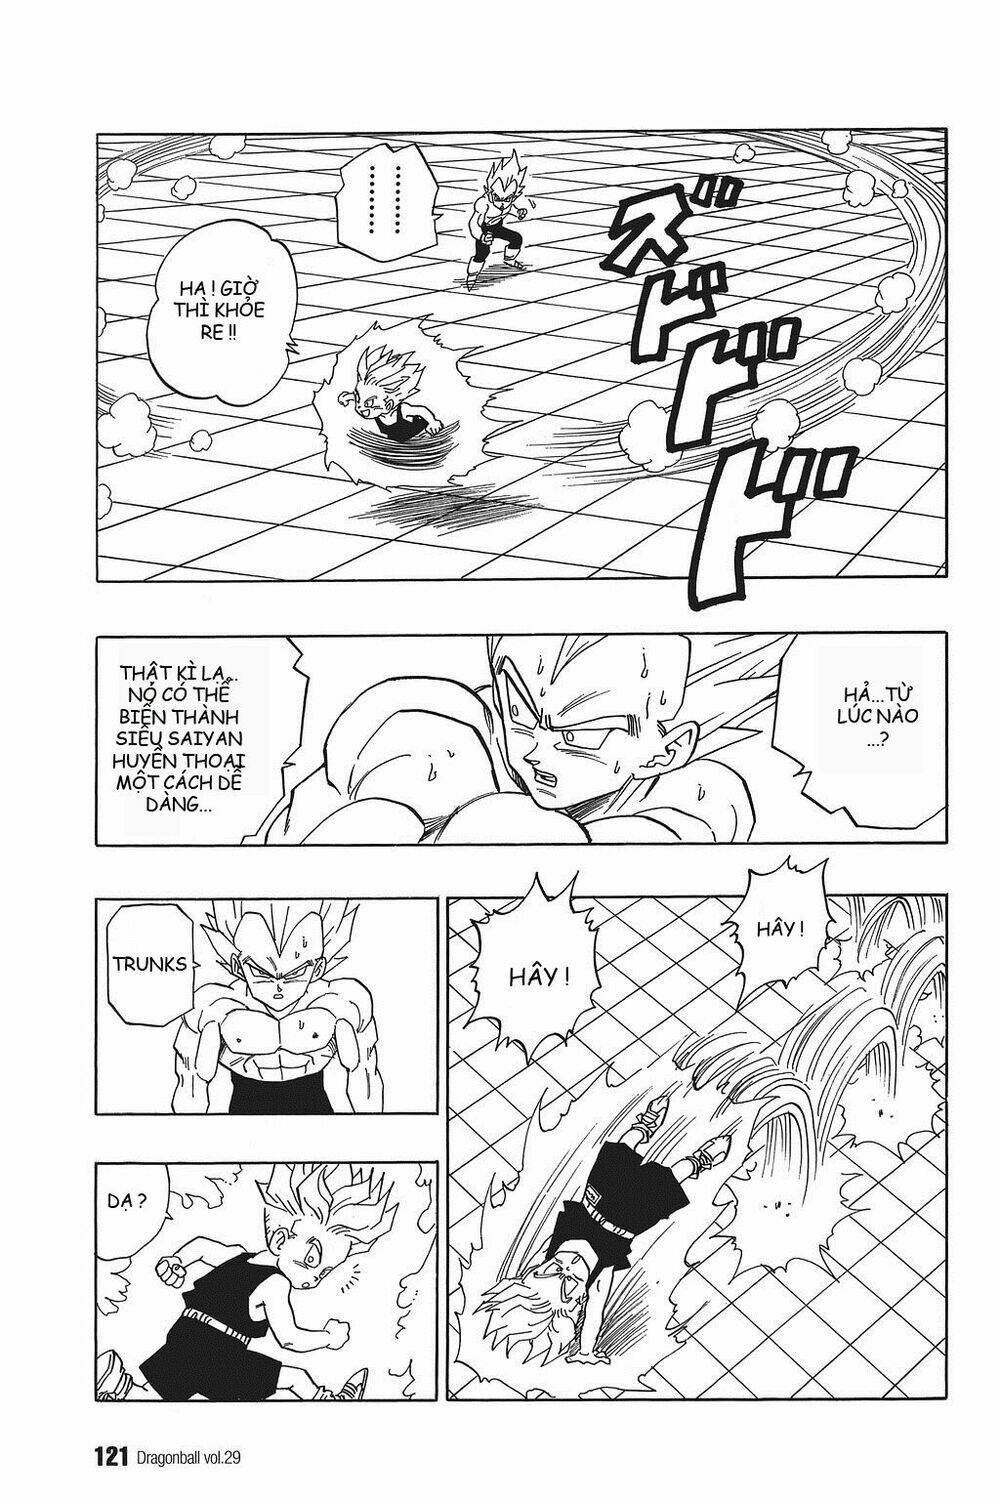 ………
ズドドド
HA! GIỜ
THÌ KHỎE
RE!!
HẢ...TỪ
LÚC NÀO
...?
THẬT KÌ LẠ...
NÓ CÓ THỂ
BIẾN THÀNH
SIÊU SAIYAN
HUYỀN THOẠI
MỘT CÁCH DỄ
DÀNG...
HÂY!
HÂY!
TRUNKS
DẠ?
121 Dragonball vol.29